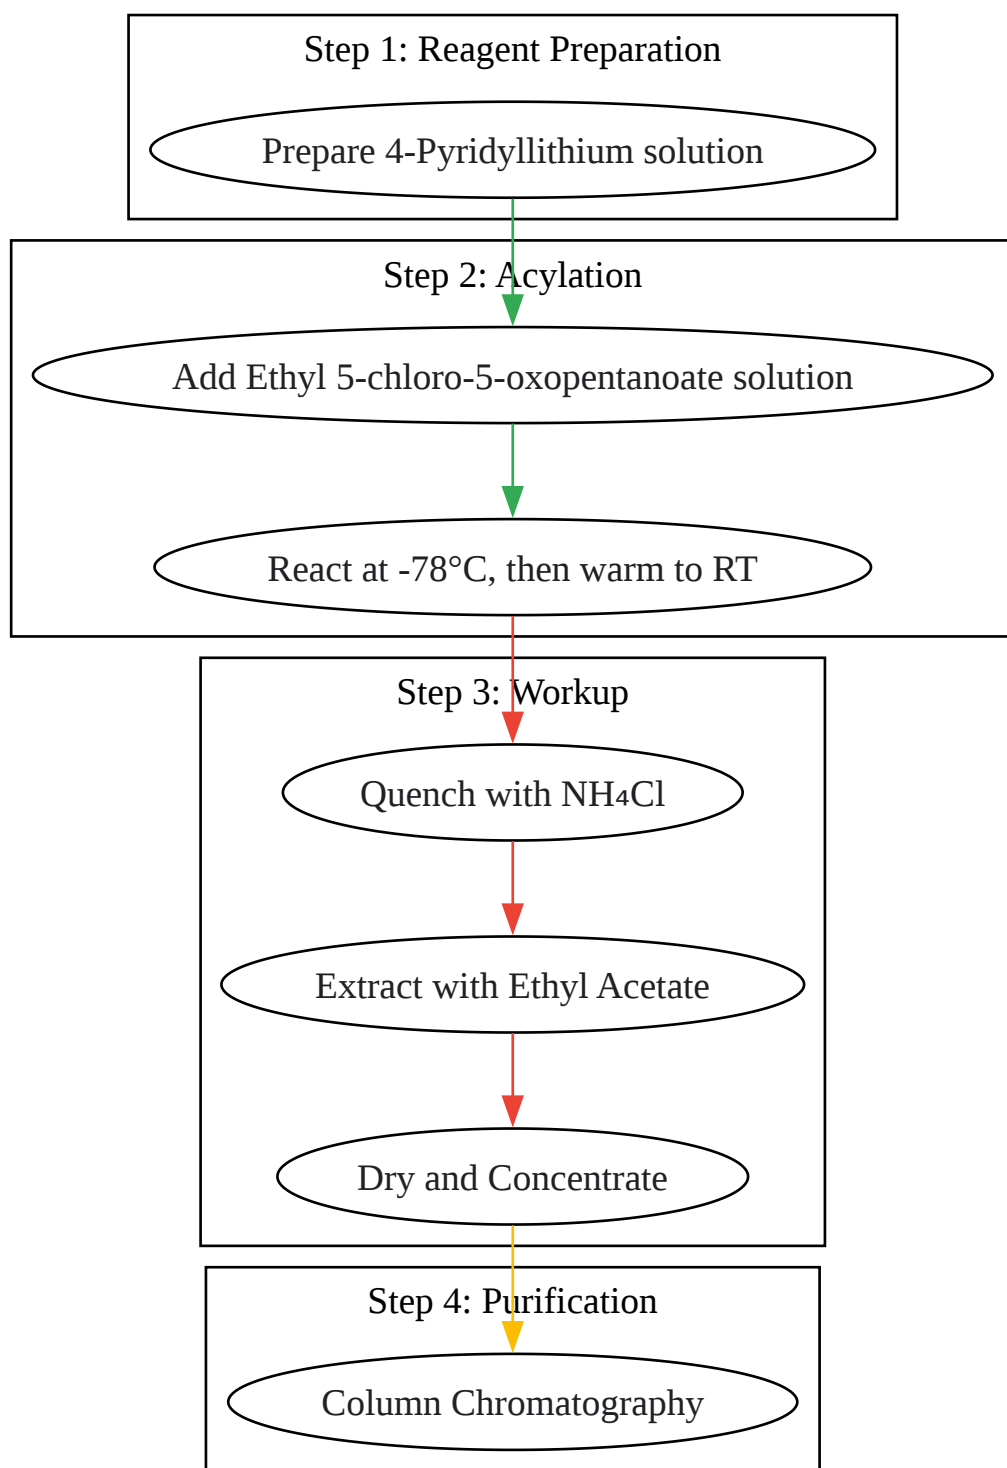 Step 1: Reagent Preparation
Prepare 4-Pyridyllithium solution
Step 2: Acylation
Add Ethyl 5-chloro-5-oxopentanoate solution
React at -78°C, then warm to RT
Step 3: Workup
Quench with NH₄Cl
Extract with Ethyl Acetate
Dry and Concentrate
Step 4: Purification
Column Chromatography